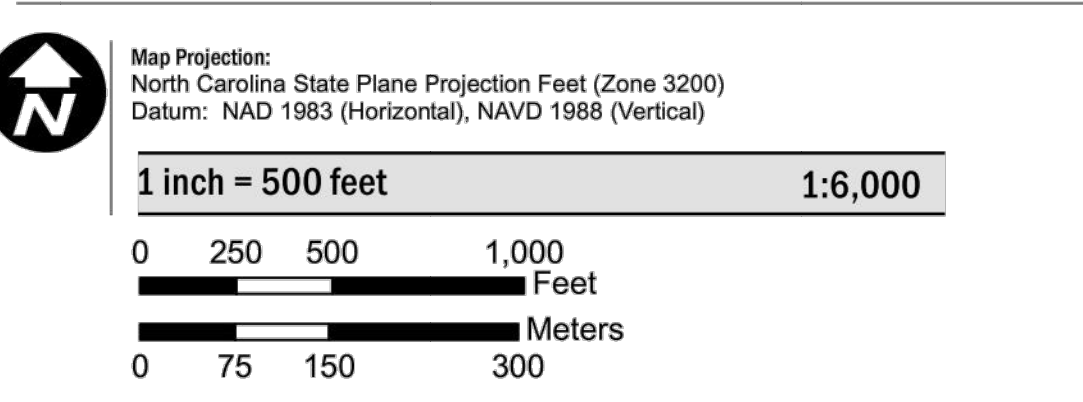 N
Map Projection:
North Carolina State Plane Projection Feet (Zone 3200)
Datum: NAD 1983 (Horizontal), NAVD 1988 (Vertical)
1 inch = 500 feet 1:6,000
0 250 500 1,000
Feet
Meters
0 75 150 300